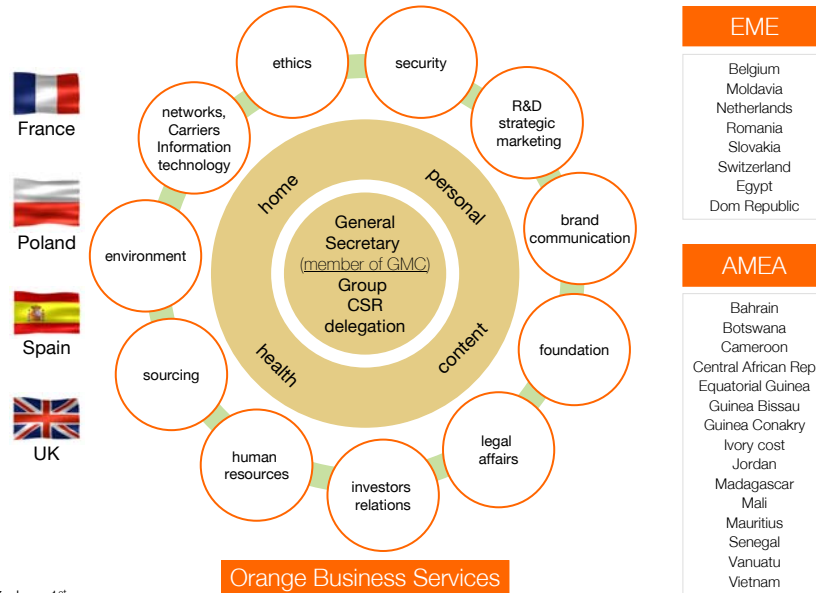 France
Poland
Spain
UK
ethics
security
R&D
strategic
marketing
brand
communication
foundation
legal
affairs
investors
relations
human
resources
sourcing
environment
networks,
Carriers
Information
technology
home
personal
content
health
General
Secretary
(member of GMC)
Group
CSR
delegation
Orange Business Services
EME
Belgium
Moldavia
Netherlands
Romania
Slovakia
Switzerland
Egypt
Dom Republic
AMEA
Bahrain
Botswana
Cameroon
Central African Rep
Equatorial Guinea
Guinea Bissau
Guinea Conakry
Ivory cost
Jordan
Madagascar
Mali
Mauritius
Senegal
Vanuatu
Vietnam